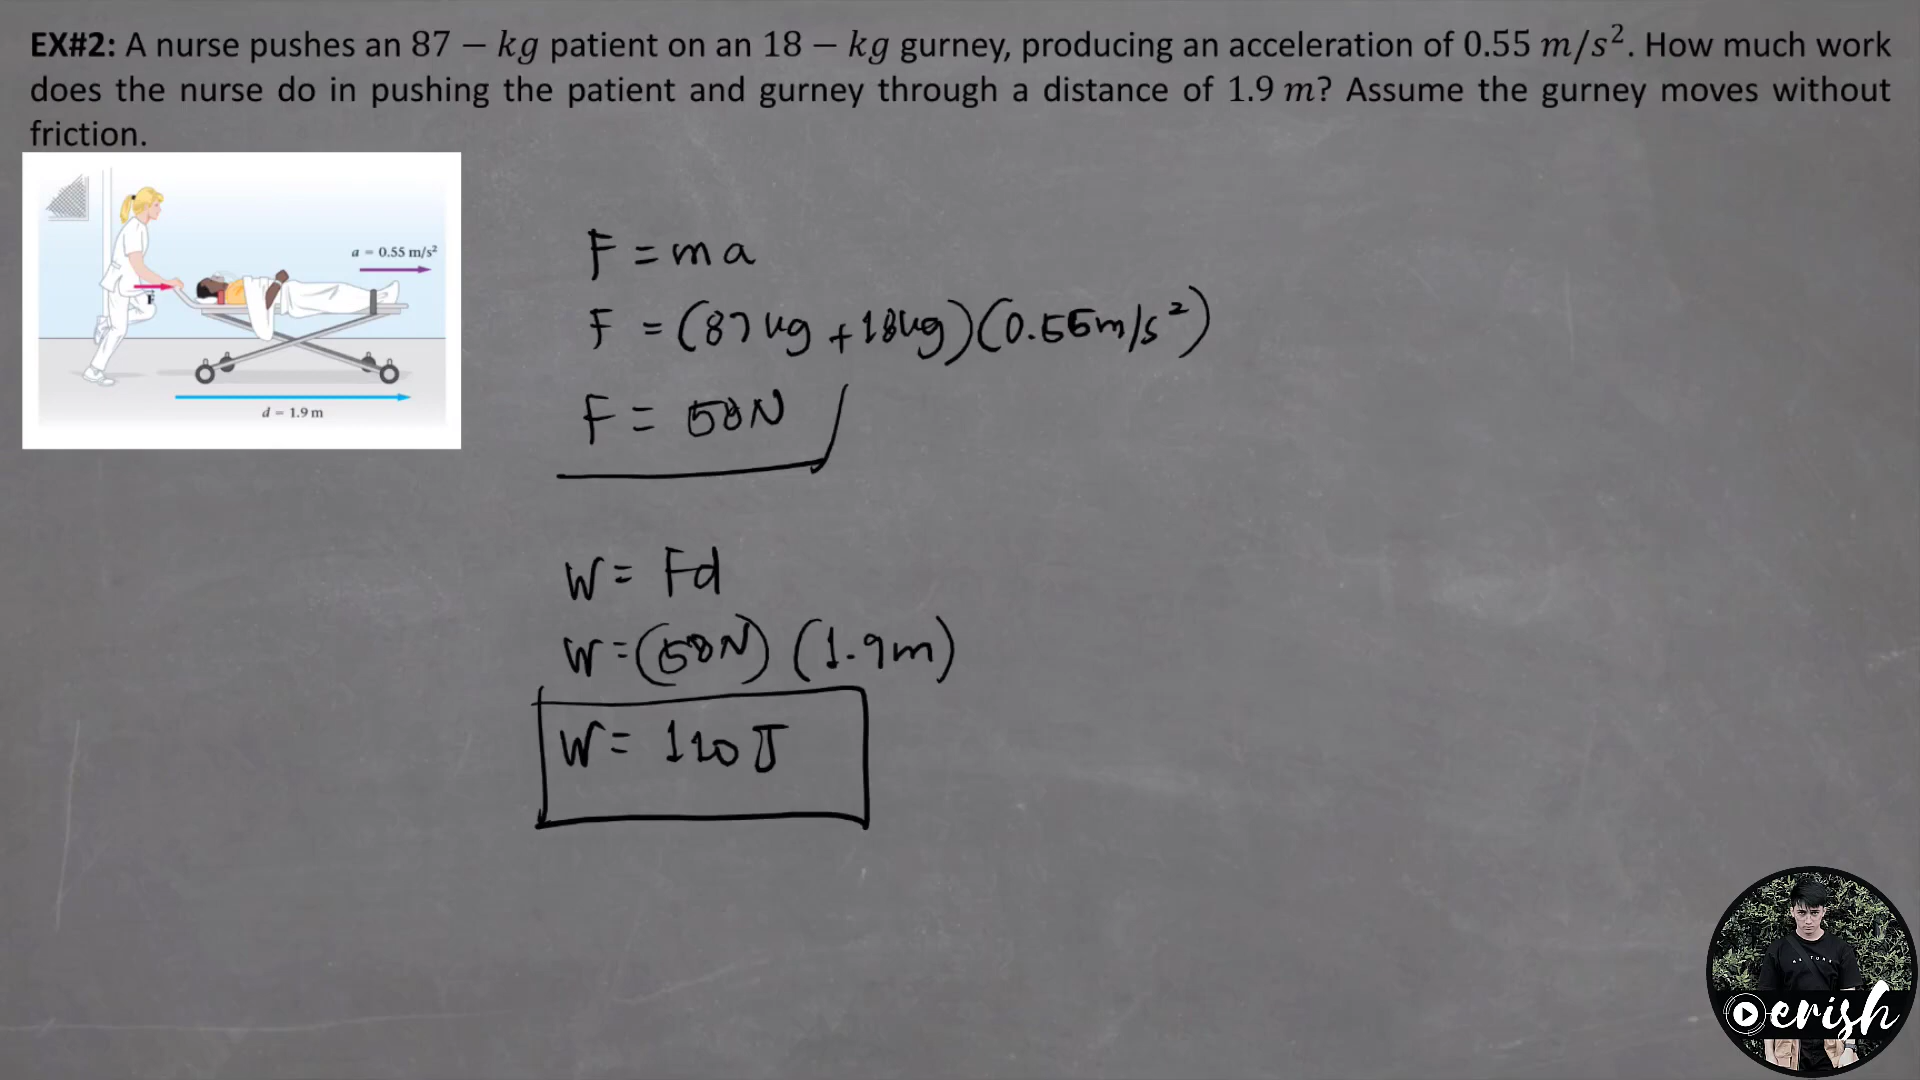 EX#2: A nurse pushes an 87 – kg patient on an 18 – kg gurney, producing an acceleration of 0.55 m/s². How much work
does the nurse do in pushing the patient and gurney through a distance of 1.9 m? Assume the gurney moves without
friction.
a = 0.55 m/s²
F
d = 1.9 m
F = ma
F = (87kg + 18kg)(0.55m/s²)
F = 58N
W = Fd
W = (58N) (1.9m)
W = 110J
erish